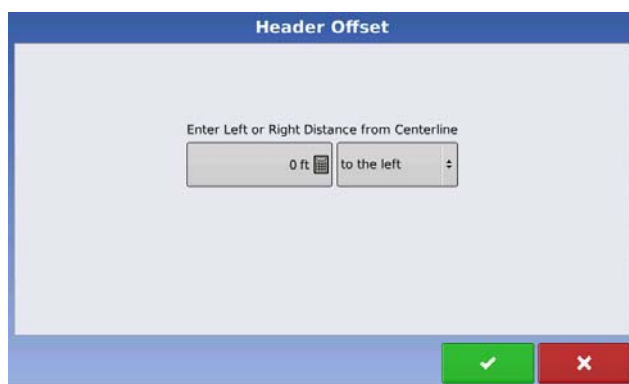 Header Offset
Enter Left or Right Distance from Centerline
0 ft to the left